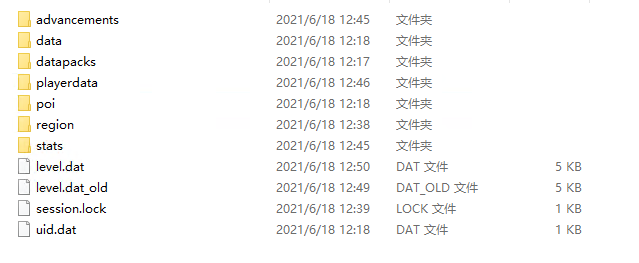 advancements 2021/6/18 12:45 文件夹
data 2021/6/18 12:18 文件夹
datapacks 2021/6/18 12:17 文件夹
playerdata 2021/6/18 12:46 文件夹
poi 2021/6/18 12:18 文件夹
region 2021/6/18 12:38 文件夹
stats 2021/6/18 12:45 文件夹
level.dat 2021/6/18 12:50 DAT 文件 5 KB
level.dat_old 2021/6/18 12:49 DAT_OLD 文件 5 KB
session.lock 2021/6/18 12:39 LOCK 文件 1 KB
uid.dat 2021/6/18 12:18 DAT 文件 1 KB